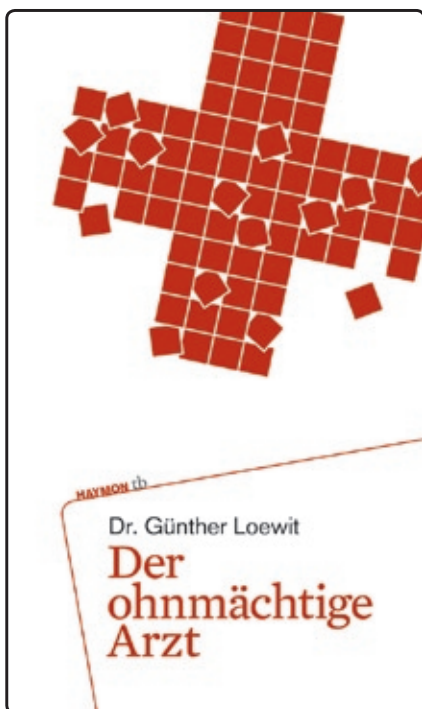 HAYMON tb
Dr. Günther Loewit
Der
ohnmächtige
Arzt